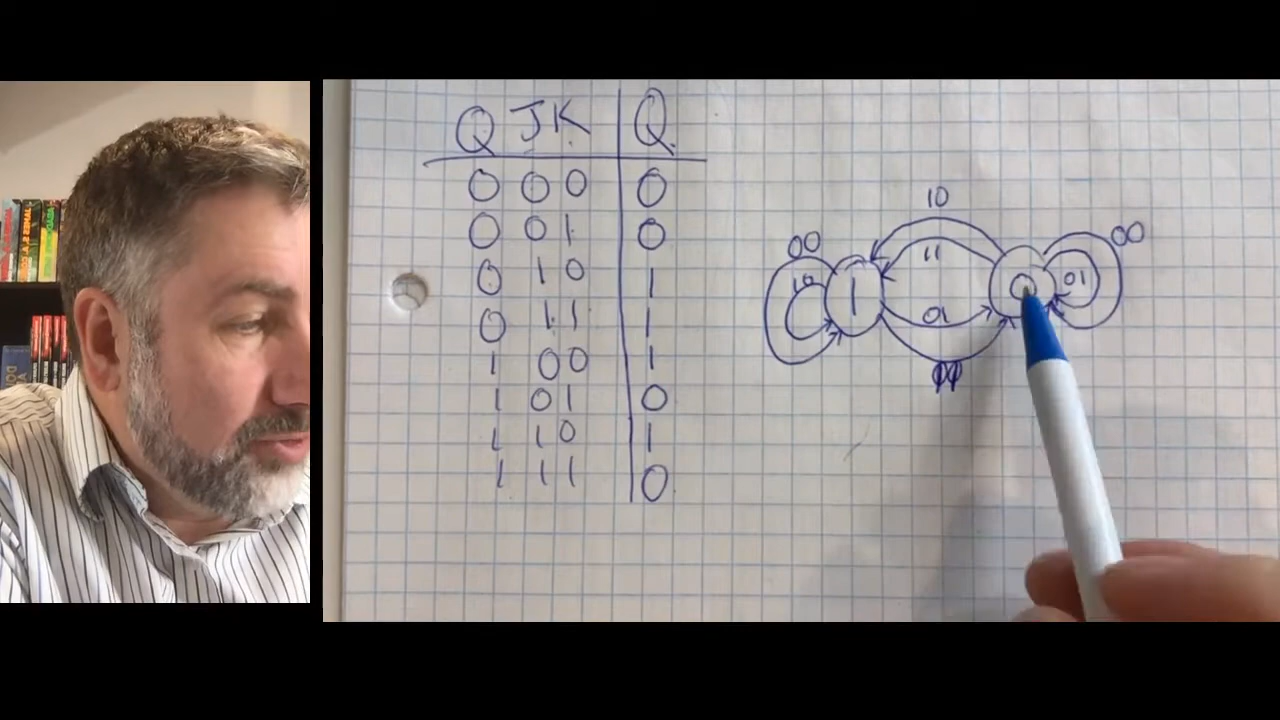 Q J K Q
0 0 0 0
0 0 1 0
0 1 0 1
0 1 1 1
1 0 0 1
1 0 1 0
1 1 0 1
1 1 1 0
10
00 11 00
10 1 0 01
01